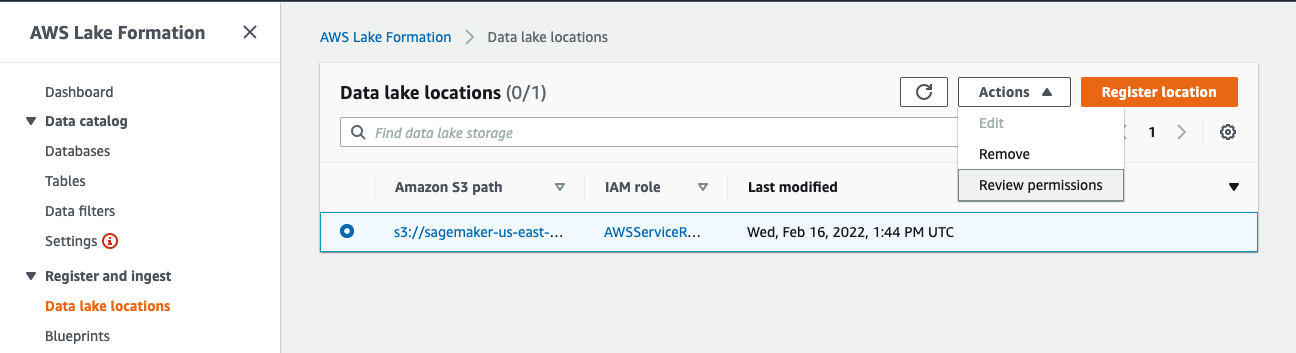 AWS Lake Formation
Dashboard
Data catalog
Databases
Tables
Data filters
Settings
Register and ingest
Data lake locations
Blueprints
AWS Lake Formation > Data lake locations
Data lake locations (0/1)
Actions
Register location
Find data lake storage
1
Edit
Remove
Review permissions
Amazon S3 path
IAM role
Last modified
s3://sagemaker-us-east-...
AWSServiceR...
Wed, Feb 16, 2022, 1:44 PM UTC